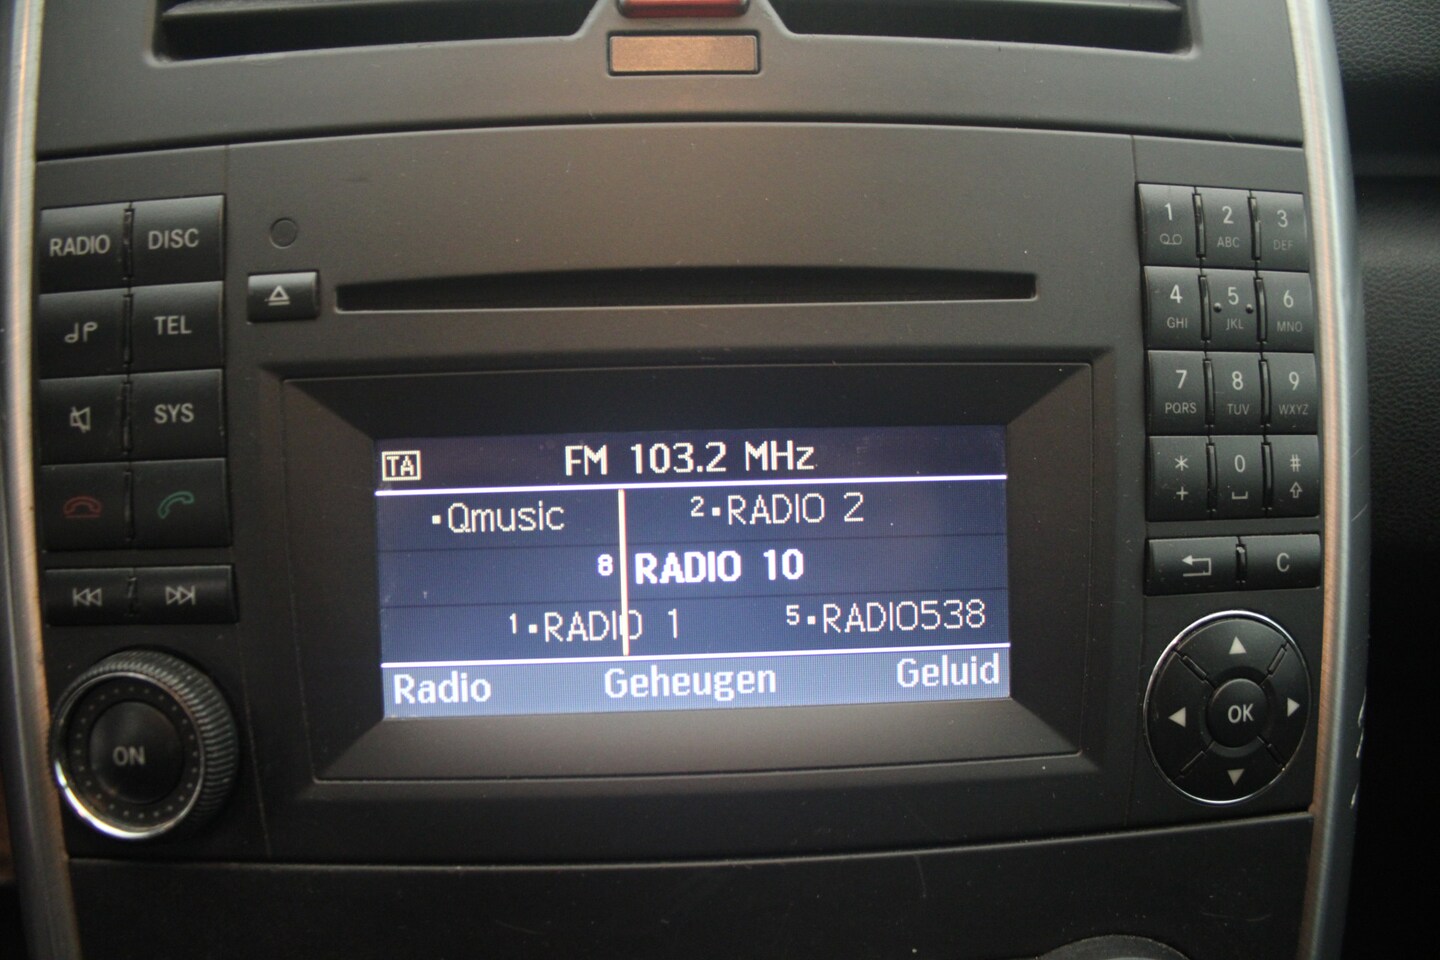 RADIO
DISC
TEL
SYS
ON
TA
FM 103.2 MHz
Qmusic
2 RADIO 2
8 RADIO 10
1 RADIO 1
5 RADIO538
Radio Geheugen Geluid
1 2 3
ABC DEF
4 5 6
GHI JKL MNO
7 8 9
PQRS TUV WXYZ
* 0 #
+
C
OK